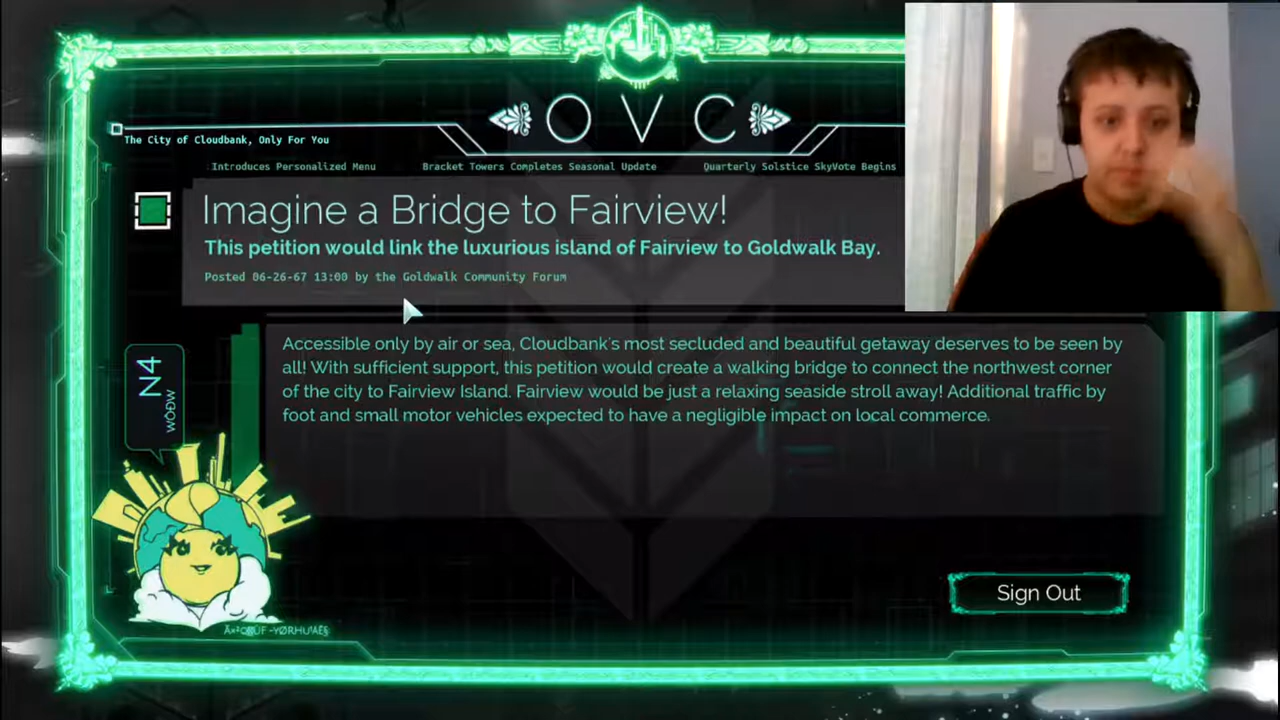 OVC
The City of Cloudbank, Only For You
Introduces Personalized Menu Bracket Towers Completes Seasonal Update Quarterly Solstice SkyVote Begins
Imagine a Bridge to Fairview!
This petition would link the luxurious island of Fairview to Goldwalk Bay.
Posted 06-26-67 13:00 by the Goldwalk Community Forum
Accessible only by air or sea, Cloudbank's most secluded and beautiful getaway deserves to be seen by
all! With sufficient support, this petition would create a walking bridge to connect the northwest corner
of the city to Fairview Island. Fairview would be just a relaxing seaside stroll away! Additional traffic by
foot and small motor vehicles expected to have a negligible impact on local commerce.
N4
Sign Out